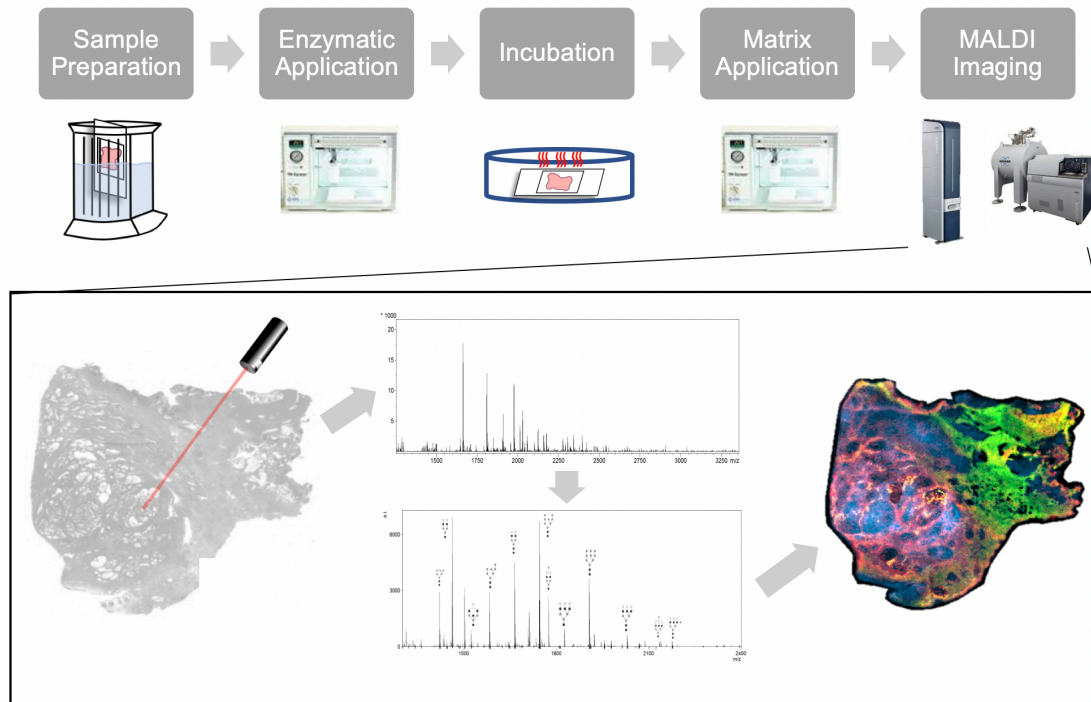 Sample
Preparation
Enzymatic
Application
Incubation
Matrix
Application
MALDI
Imaging
* 1000
20
15
10
5
1500 1750 2000 2250 2500 2750 3000 3250 m/z
a.i.
6000
3000
0
1500 1800 2100 2400
m/z